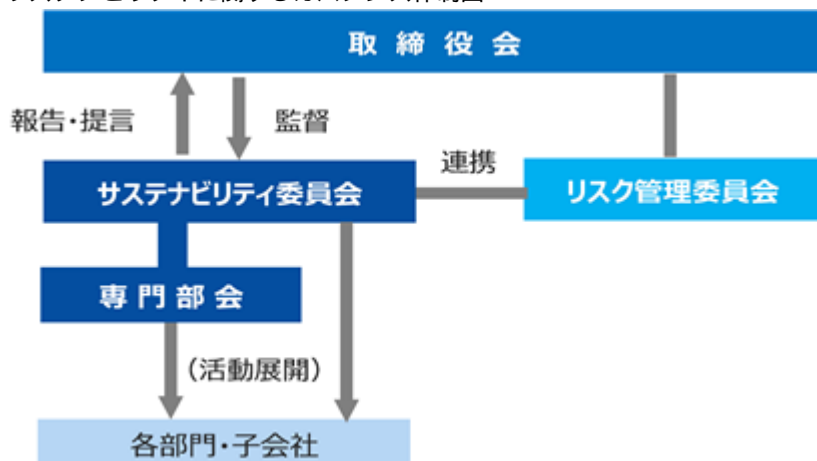 取締役会
報告・提言
監督
連携
サステナビリティ委員会
リスク管理委員会
専門部会
(活動展開)
各部門・子会社